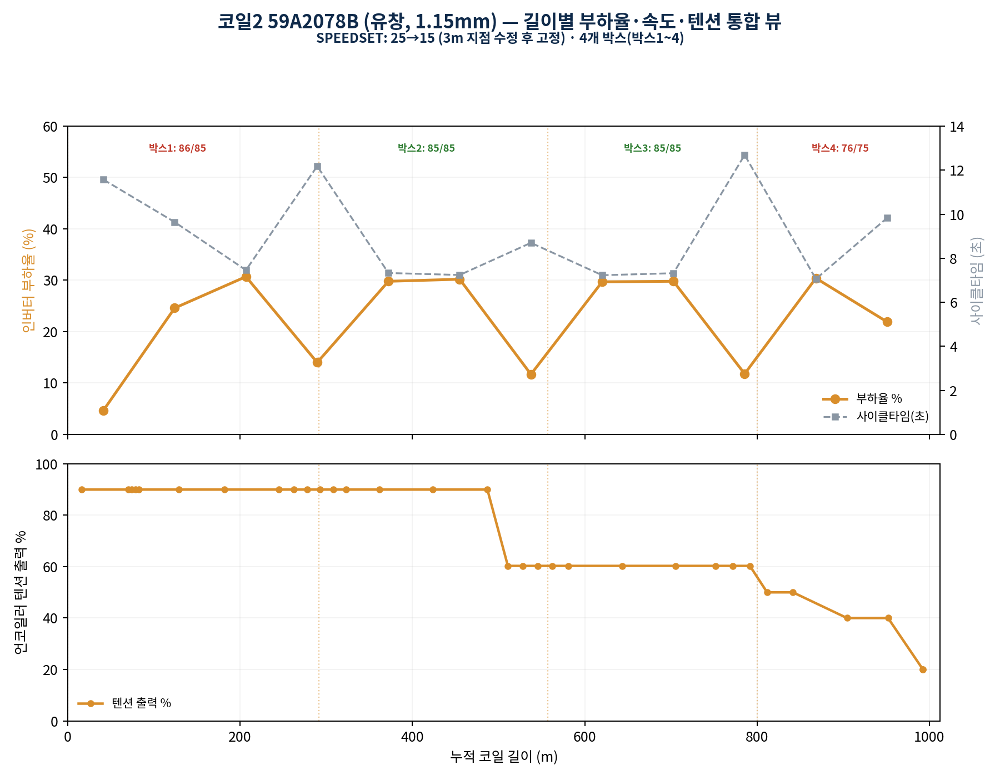 코일2 59A2078B (유창, 1.15mm) — 길이별 부하율·속도·텐션 통합 뷰
SPEEDSET: 25→15 (3m 지점 수정 후 고정) · 4개 박스(박스1~4)
박스1: 86/85
박스2: 85/85
박스3: 85/85
박스4: 76/75
인버터 부하율 (%)
60
50
40
30
20
10
0
사이클타임 (초)
14
12
10
8
6
4
2
0
부하율 %
사이클타임(초)
언코일러 텐션 출력 %
100
80
60
40
20
0
텐션 출력 %
0 200 400 600 800 1000
누적 코일 길이 (m)